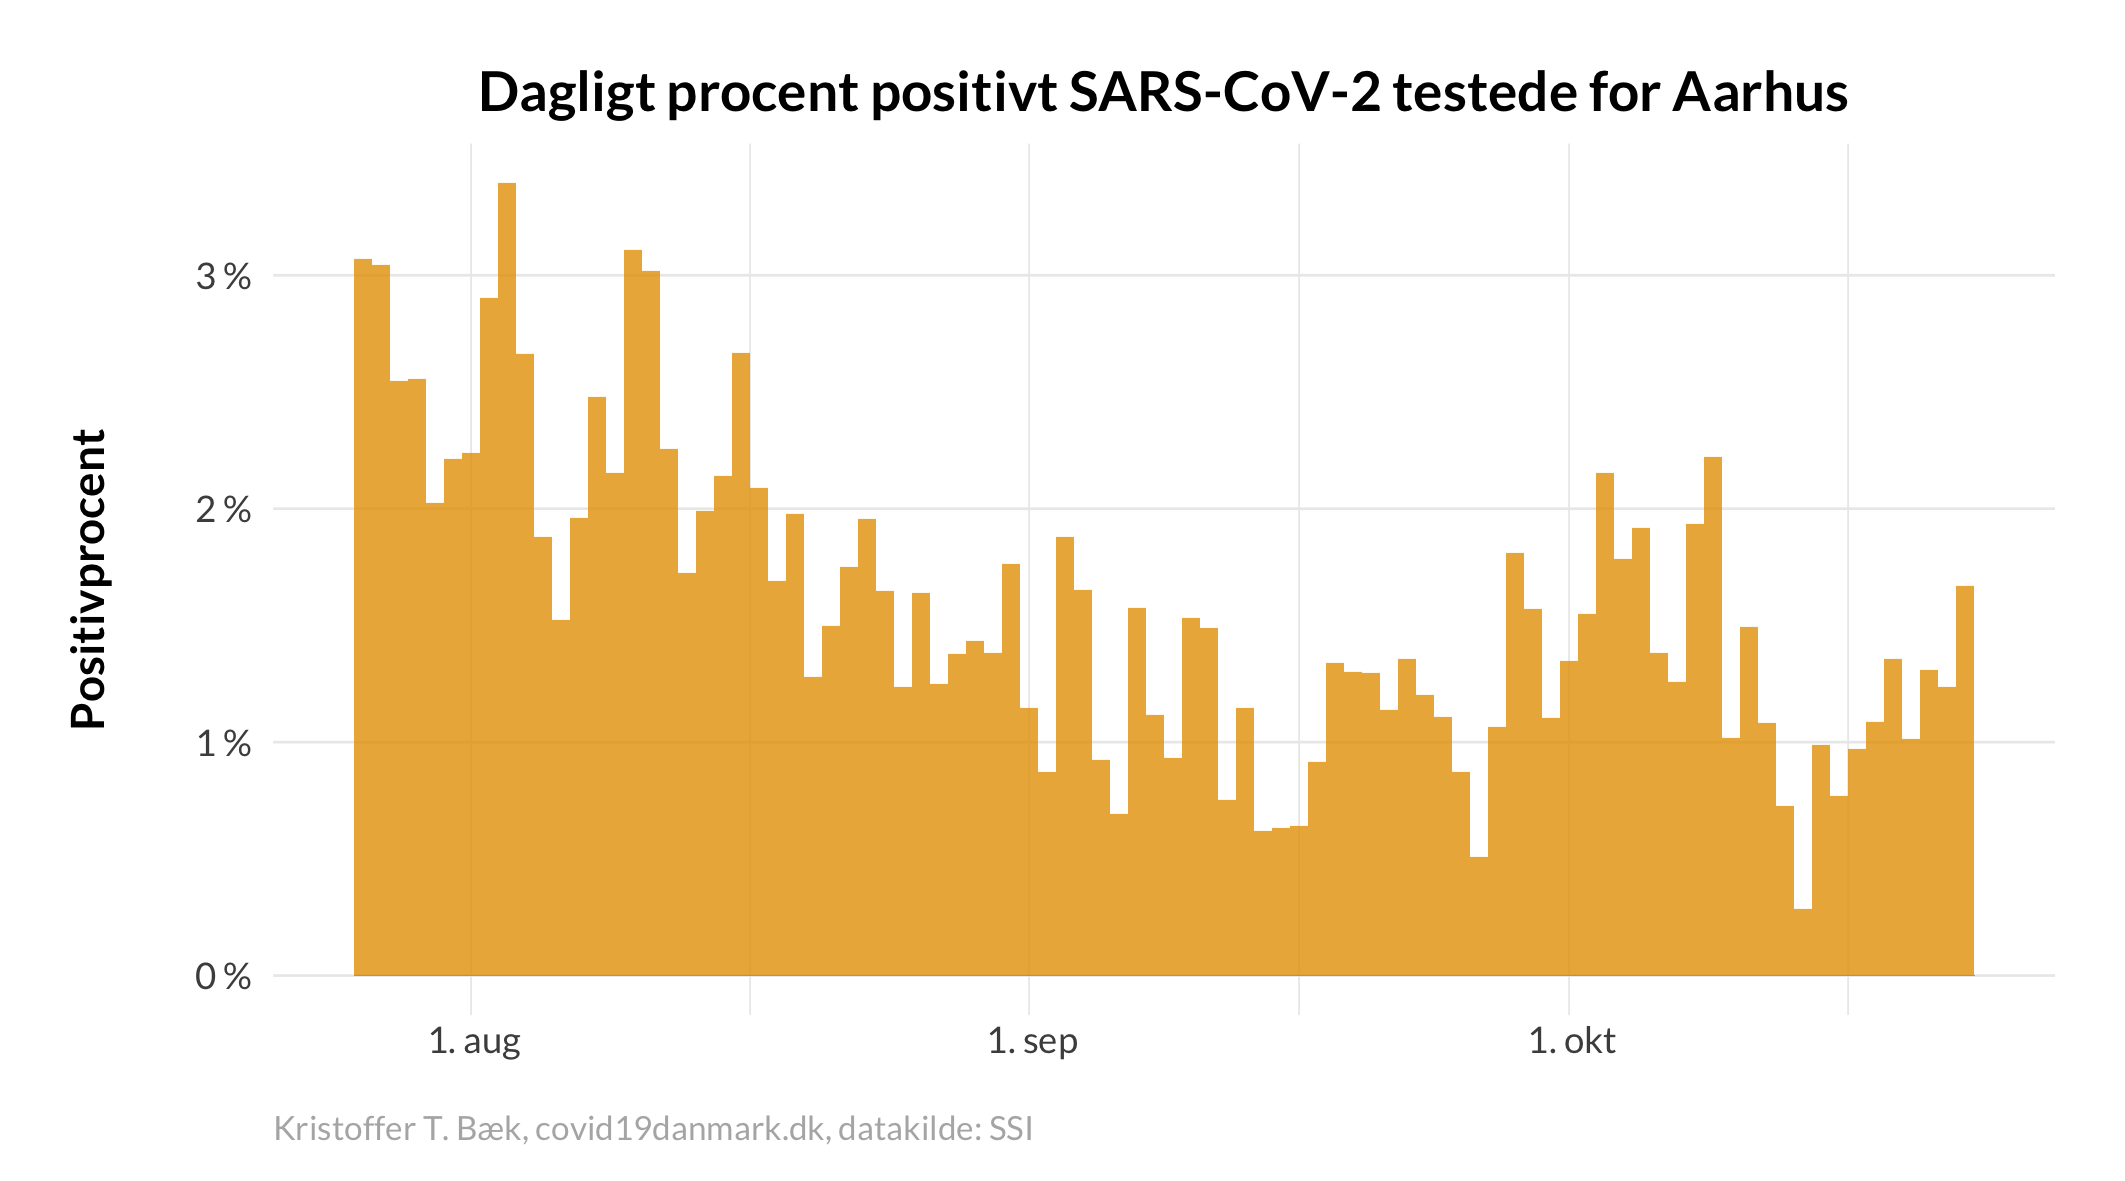 Dagligt procent positivt SARS-CoV-2 testede for Aarhus
Positivprocent
3 %
2 %
1 %
0 %
1. aug
1. sep
1. okt
Kristoffer T. Bæk, covid19danmark.dk, datakilde: SSI